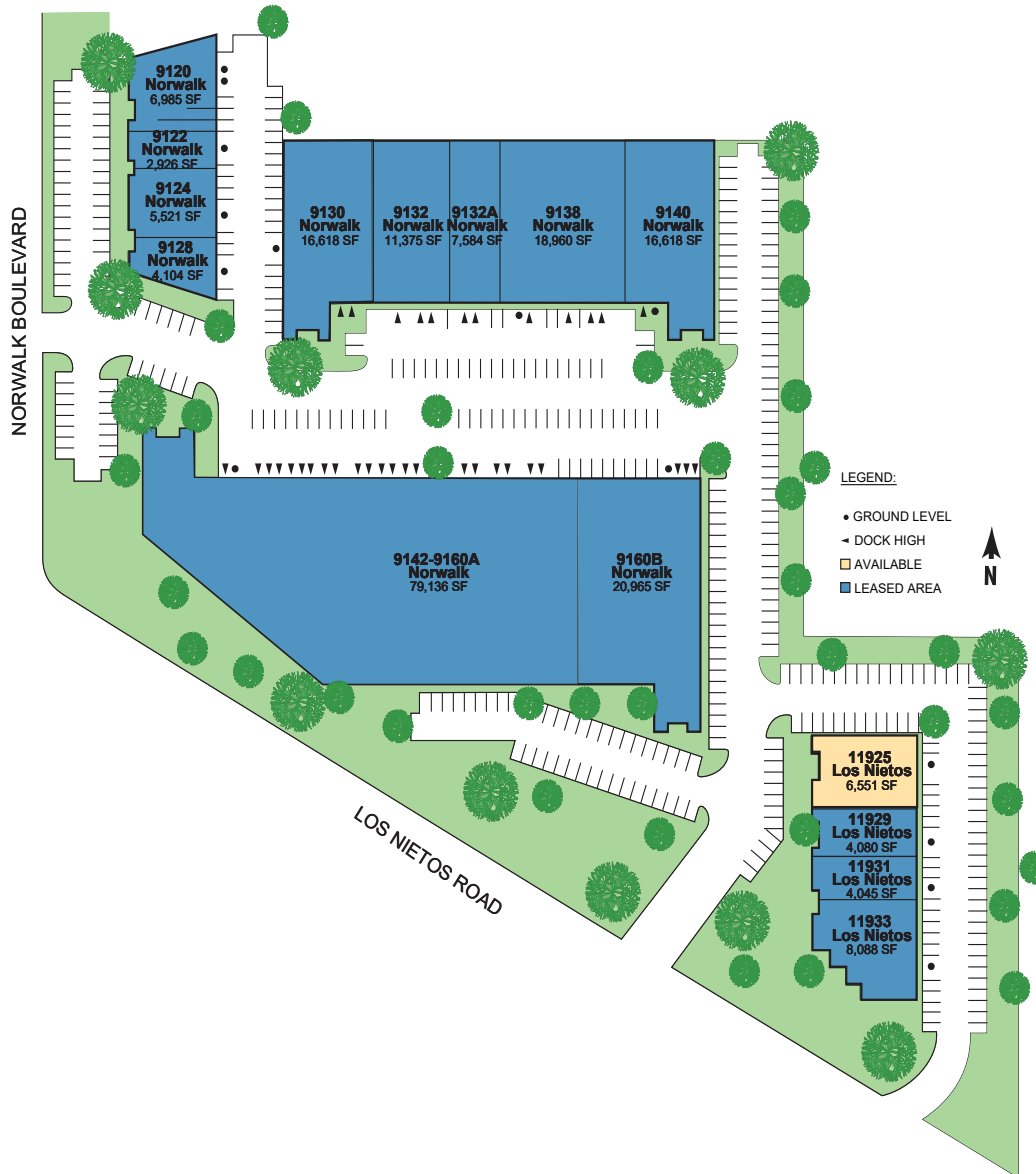 NORWALK BOULEVARD
9120
Norwalk
6,985 SF
9122
Norwalk
2,926 SF
9124
Norwalk
5,521 SF
9128
Norwalk
4,104 SF
9130
Norwalk
16,618 SF
9132
Norwalk
11,375 SF
9132A
Norwalk
7,584 SF
9138
Norwalk
18,960 SF
9140
Norwalk
16,618 SF
9142-9160A
Norwalk
79,136 SF
9160B
Norwalk
20,965 SF
LEGEND:
GROUND LEVEL
DOCK HIGH
AVAILABLE
LEASED AREA
N
11925
Los Nietos
6,551 SF
11929
Los Nietos
4,080 SF
11931
Los Nietos
4,045 SF
11933
Los Nietos
8,088 SF
LOS NIETOS ROAD